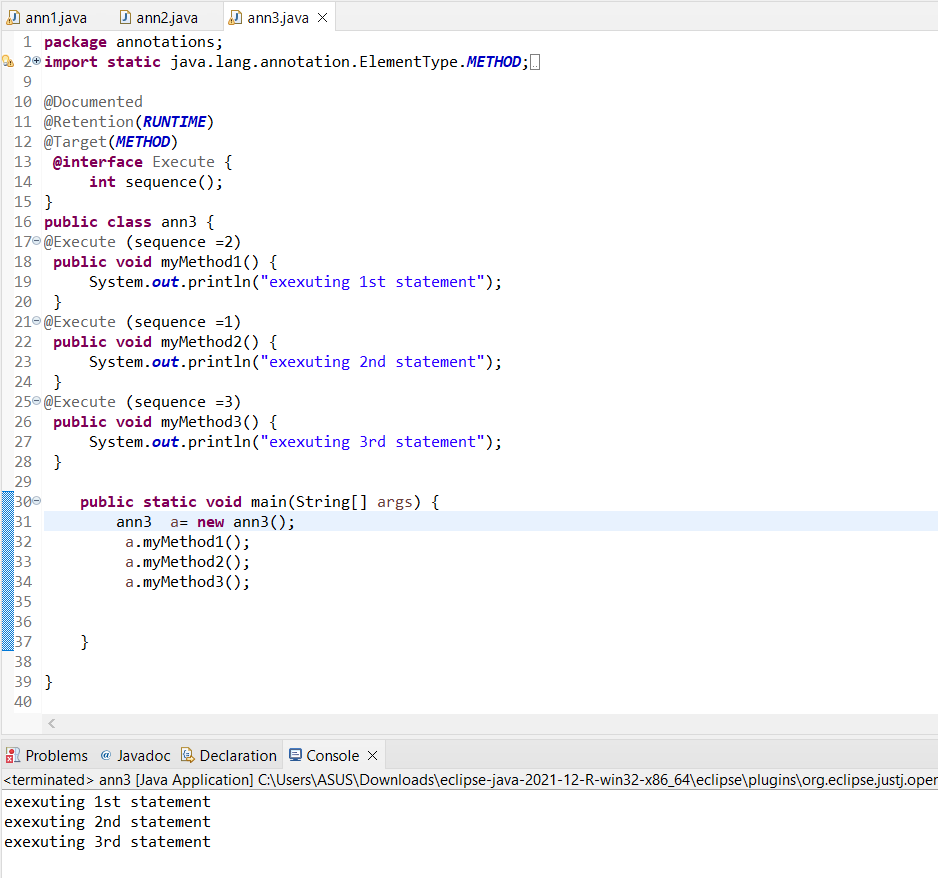 ann1.java ann2.java ann3.java
1 package annotations;
2 import static java.lang.annotation.ElementType.METHOD;
9
10 @Documented
11 @Retention(RUNTIME)
12 @Target(METHOD)
13 @interface Execute {
14 int sequence();
15 }
16 public class ann3 {
17 @Execute (sequence =2)
18 public void myMethod1() {
19 System.out.println("exexuting 1st statement");
20 }
21 @Execute (sequence =1)
22 public void myMethod2() {
23 System.out.println("exexuting 2nd statement");
24 }
25 @Execute (sequence =3)
26 public void myMethod3() {
27 System.out.println("exexuting 3rd statement");
28 }
29
30 public static void main(String[] args) {
31 ann3 a= new ann3();
32 a.myMethod1();
33 a.myMethod2();
34 a.myMethod3();
35
36
37 }
38
39 }
40
Problems @ Javadoc Declaration Console
<terminated> ann3 [Java Application] C:\Users\ASUS\Downloads\eclipse-java-2021-12-R-win32-x86_64\eclipse\plugins\org.eclipse.justj.oper
exexuting 1st statement
exexuting 2nd statement
exexuting 3rd statement